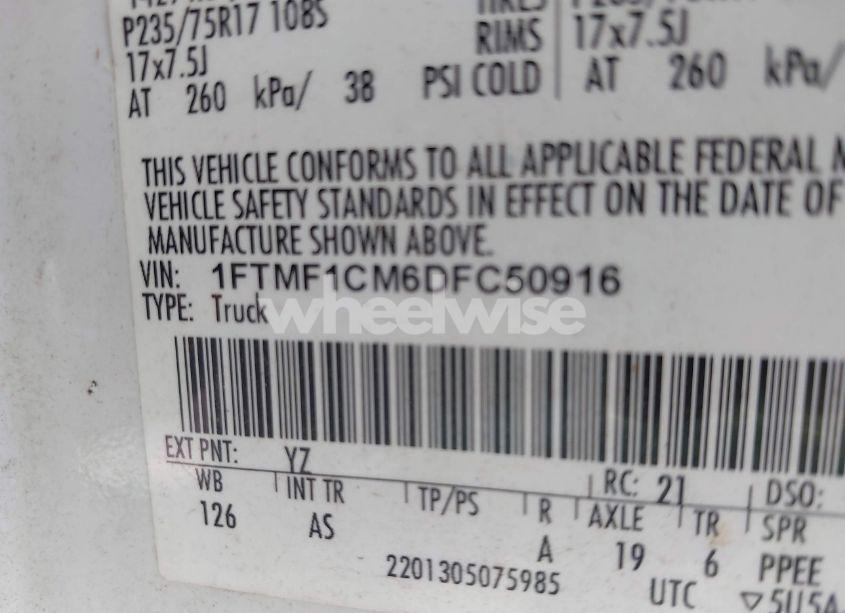 P235/75R17 108S
RIMS 17x7.5J
17x7.5J
AT 260 kPa/ 38 PSI COLD AT 260 kPa/
THIS VEHICLE CONFORMS TO ALL APPLICABLE FEDERAL
VEHICLE SAFETY STANDARDS IN EFFECT ON THE DATE OF
MANUFACTURE SHOWN ABOVE.
VIN: 1FTMF1CM6DFC50916
TYPE: Truck
wheelwise
EXT PNT: YZ RC: 21 DSO:
WB INT TR TP/PS R AXLE TR SPR
126 AS A 19 6 PPEE
2201305075985 UTC